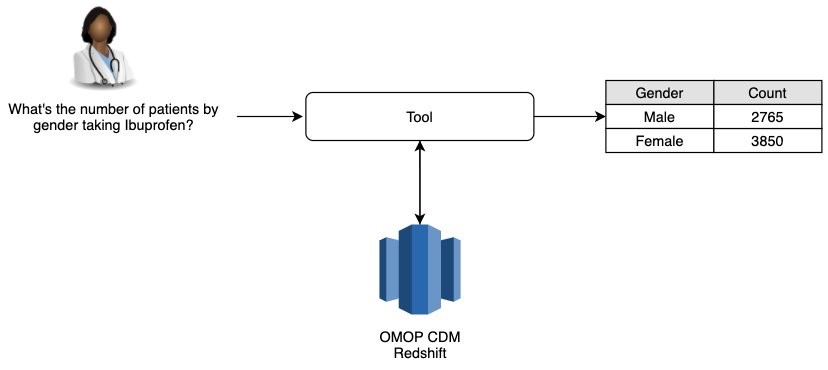 What's the number of patients by
gender taking Ibuprofen?
Tool
Gender Count
Male 2765
Female 3850
OMOP CDM
Redshift